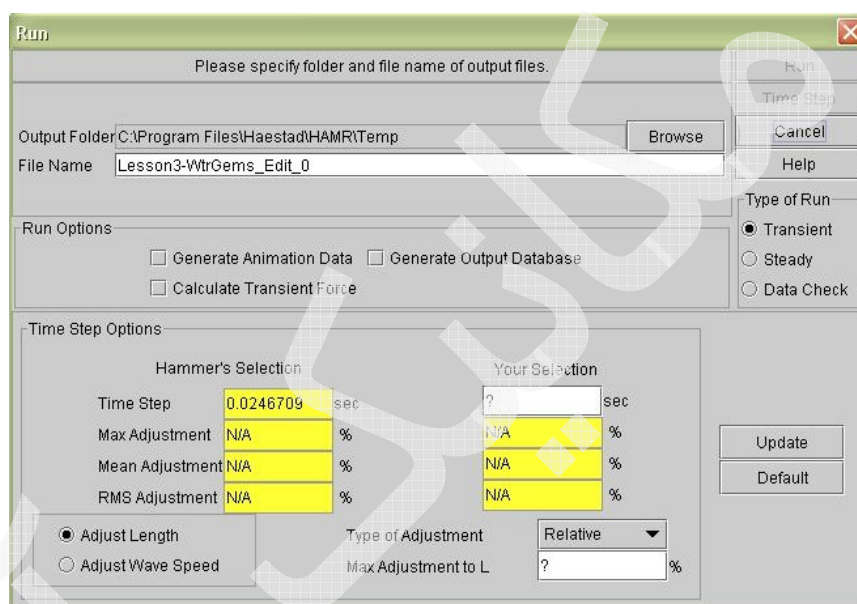 Run
Please specify folder and file name of output files.
Run
Time Step
Output Folder C:\Program Files\Haestad\HAMR\Temp Browse Cancel
File Name Lesson3-WtrGems_Edit_0 Help
Type of Run
Run Options Transient
Generate Animation Data Generate Output Database Steady
Calculate Transient Force Data Check
Time Step Options
Hammer's Selection Your Selection
Time Step 0.0246709 sec ? sec
Max Adjustment N/A % N/A %
Mean Adjustment N/A % N/A %
RMS Adjustment N/A % N/A %
Update
Default
Adjust Length Type of Adjustment Relative
Adjust Wave Speed Max Adjustment to L ? %